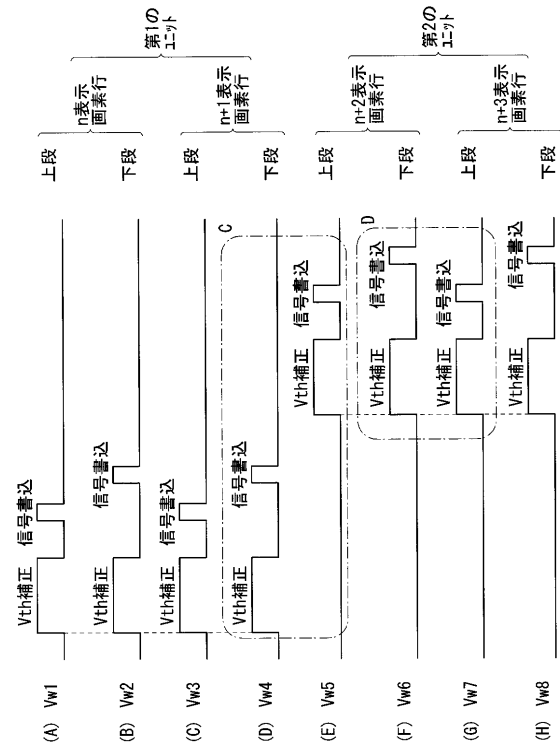 第1の
ユニット
第2の
ユニット
n表示
画素行
n+1表示
画素行
n+2表示
画素行
n+3表示
画素行
(A) Vw1 Vth補正 信号書込 上段
(B) Vw2 Vth補正 信号書込 下段
(C) Vw3 Vth補正 信号書込 上段
(D) Vw4 Vth補正 信号書込 下段
C
(E) Vw5 Vth補正 信号書込 上段
(F) Vw6 Vth補正 信号書込 下段
D
(G) Vw7 Vth補正 信号書込 上段
(H) Vw8 Vth補正 信号書込 下段